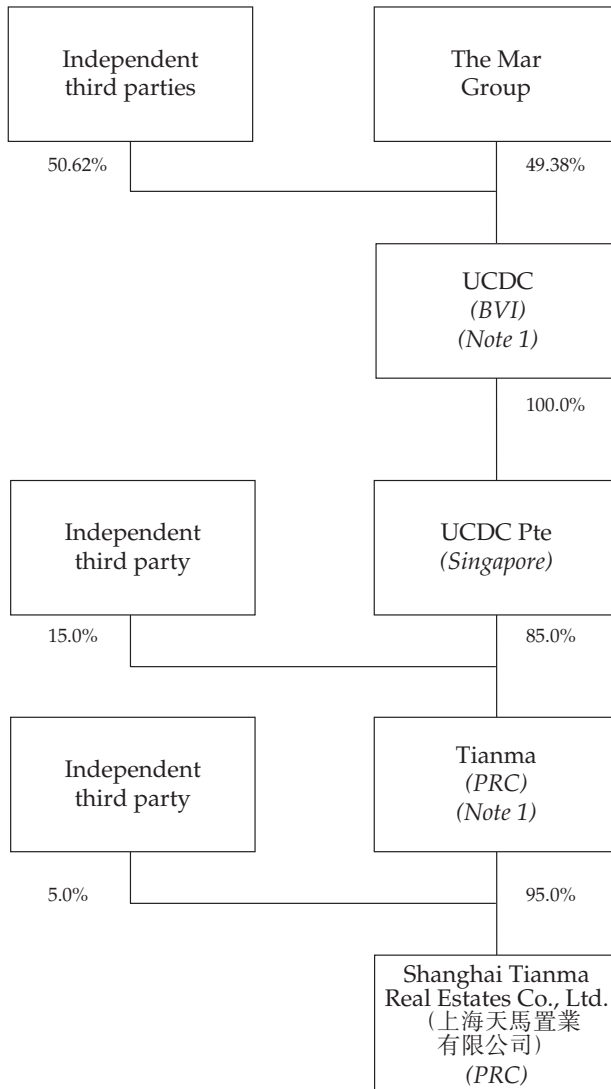 Independent
third parties
The Mar
Group
50.62%
49.38%
UCDC
(BVI)
(Note 1)
100.0%
Independent
third party
UCDC Pte
(Singapore)
15.0%
85.0%
Independent
third party
Tianma
(PRC)
(Note 1)
5.0%
95.0%
Shanghai Tianma
Real Estates Co., Ltd.
(上海天馬置業
有限公司)
(PRC)